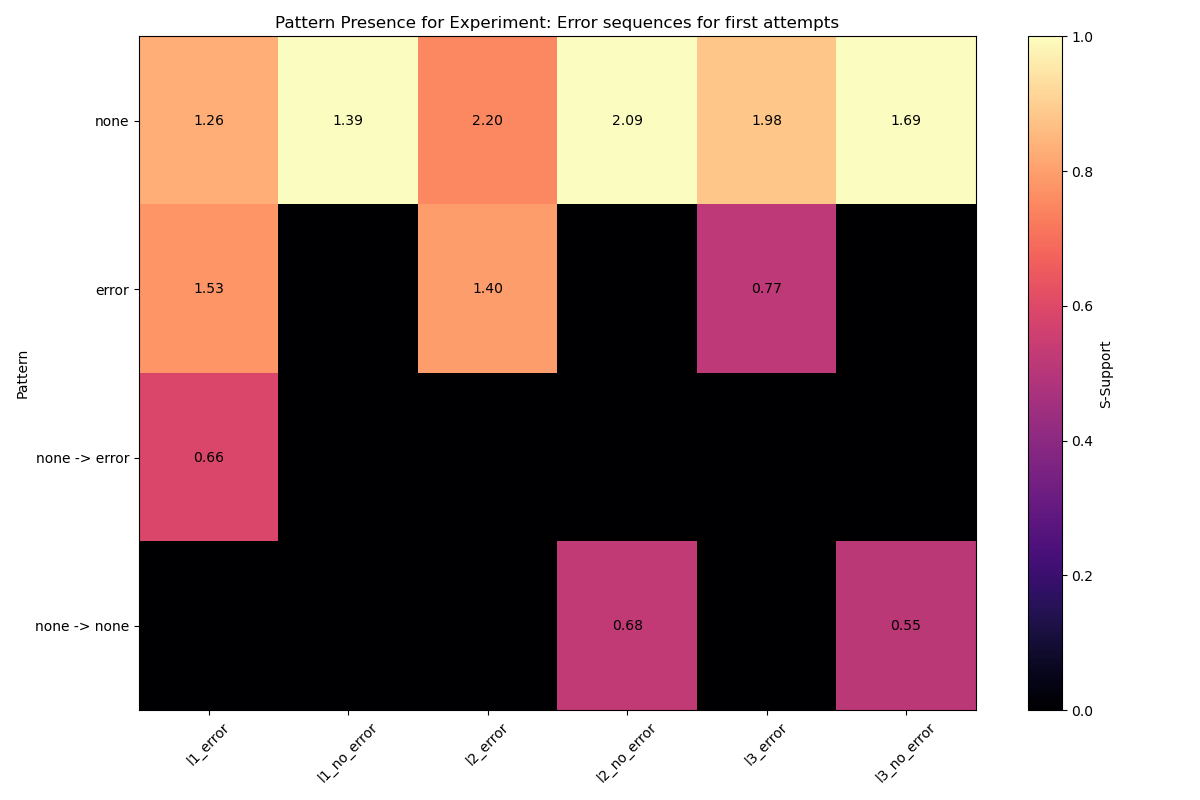 Pattern Presence for Experiment: Error sequences for first attempts
none
1.26
1.39
2.20
2.09
1.98
1.69
error
1.53
1.40
0.77
none -> error
0.66
none -> none
0.68
0.55
Pattern
l1_error
l1_no_error
l2_error
l2_no_error
l3_error
l3_no_error
1.0
0.8
0.6
0.4
0.2
0.0
S-Support